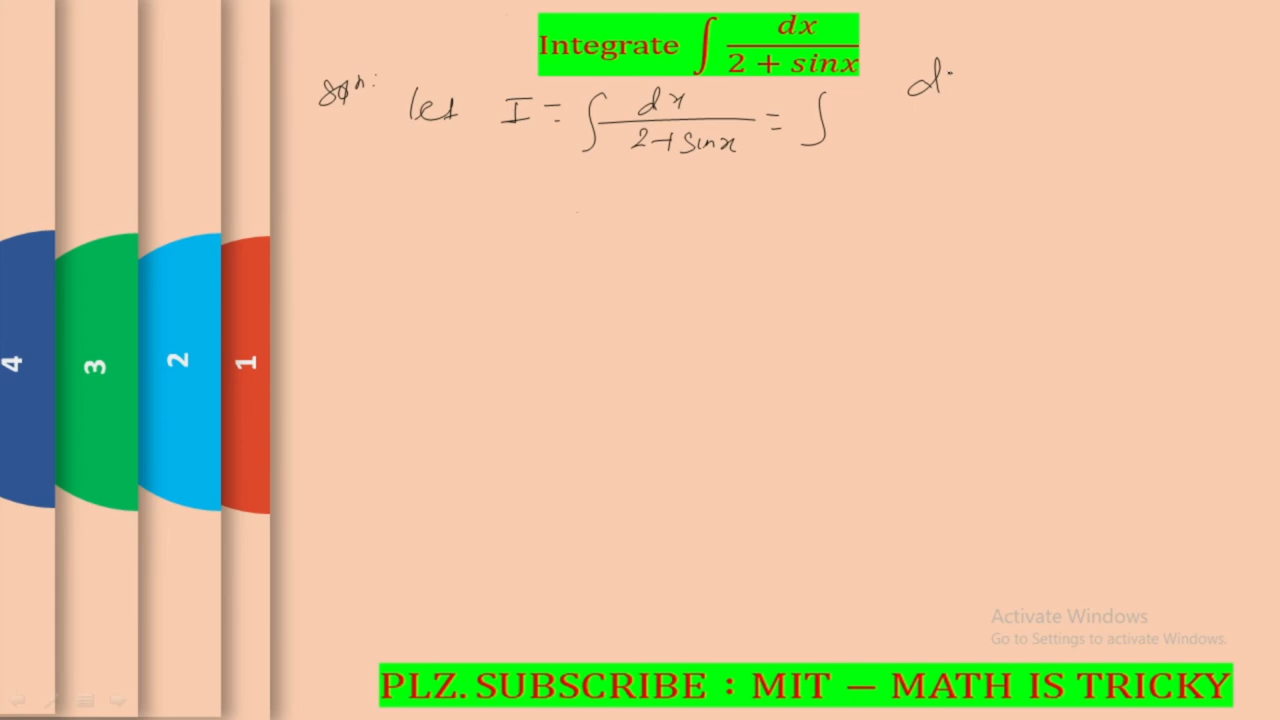 Integrate ∫ dx / 2 + sinx
Soln: let I = ∫ dx / 2 + sinx = ∫ d
4
3
2
1
Activate Windows
Go to Settings to activate Windows.
PLZ. SUBSCRIBE : MIT – MATH IS TRICKY